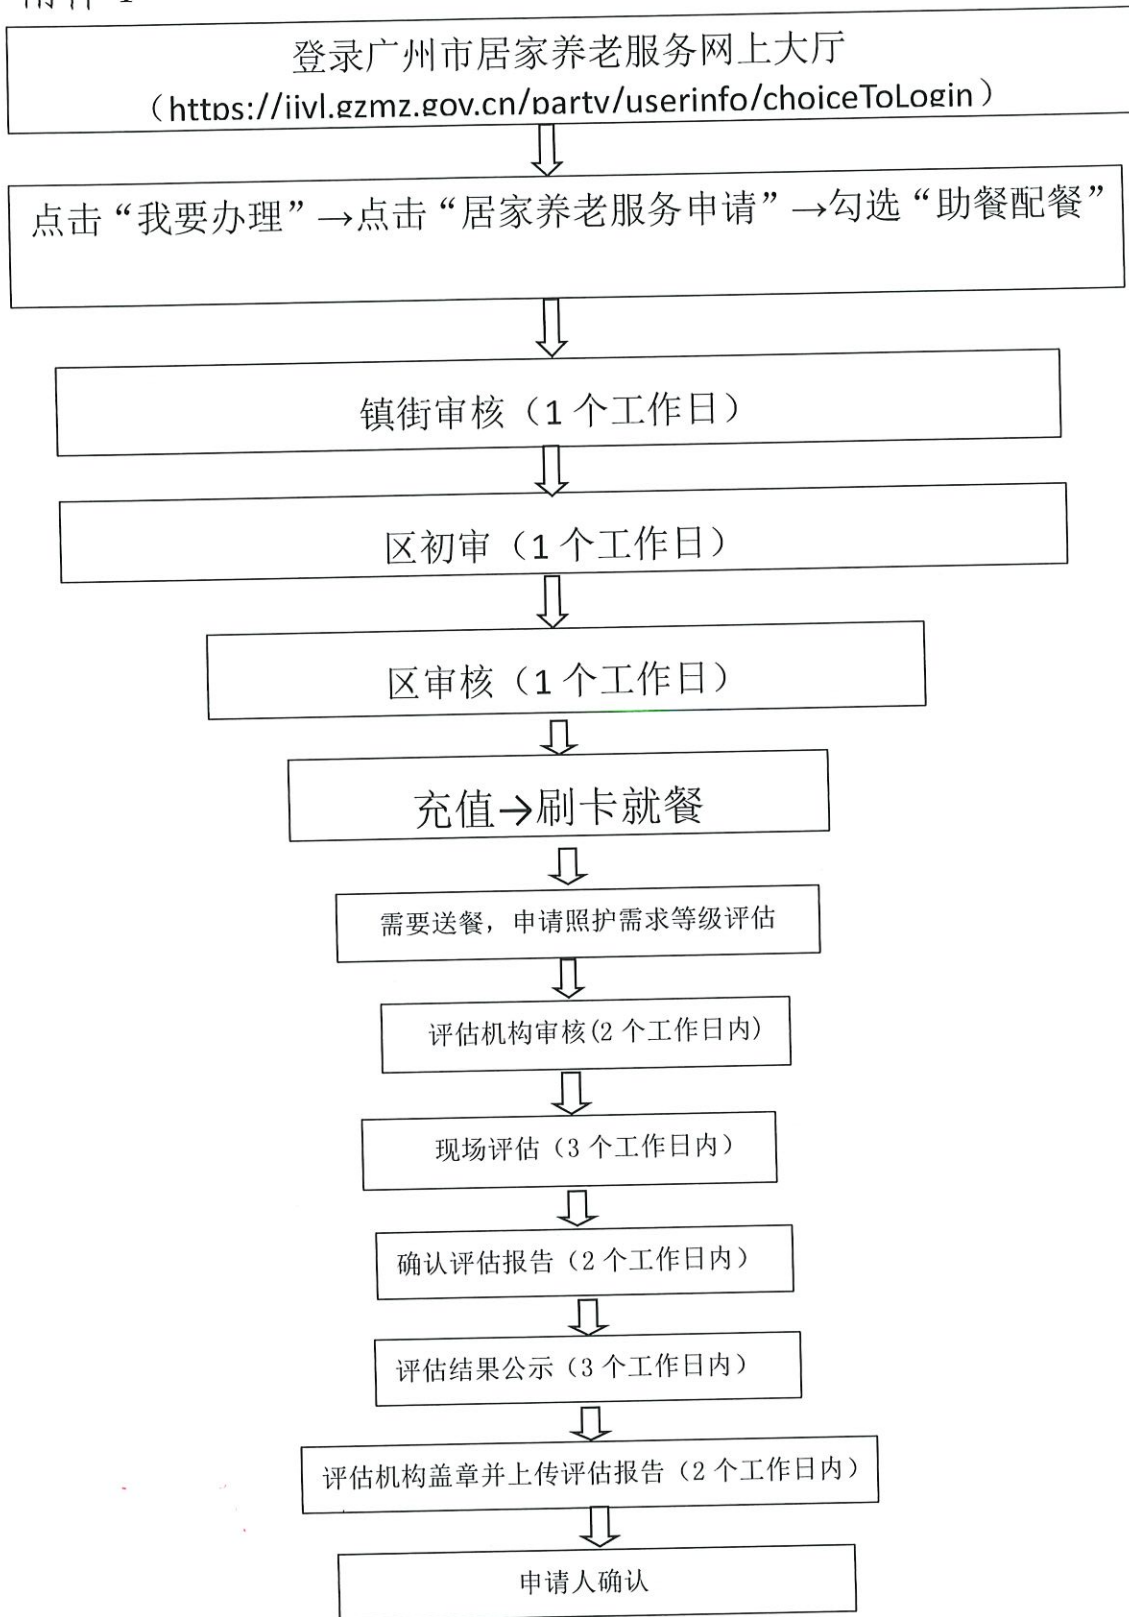 登录广州市居家养老服务网上大厅
（https://jjyl.gzmz.gov.cn/party/userinfo/choiceToLogin）
点击“我要办理”→点击“居家养老服务申请”→勾选“助餐配餐”
镇街审核（1 个工作日）
区初审（1 个工作日）
区审核（1 个工作日）
充值→刷卡就餐
需要送餐，申请照护需求等级评估
评估机构审核(2 个工作日内)
现场评估（3 个工作日内）
确认评估报告（2 个工作日内）
评估结果公示（3 个工作日内）
评估机构盖章并上传评估报告（2 个工作日内）
申请人确认